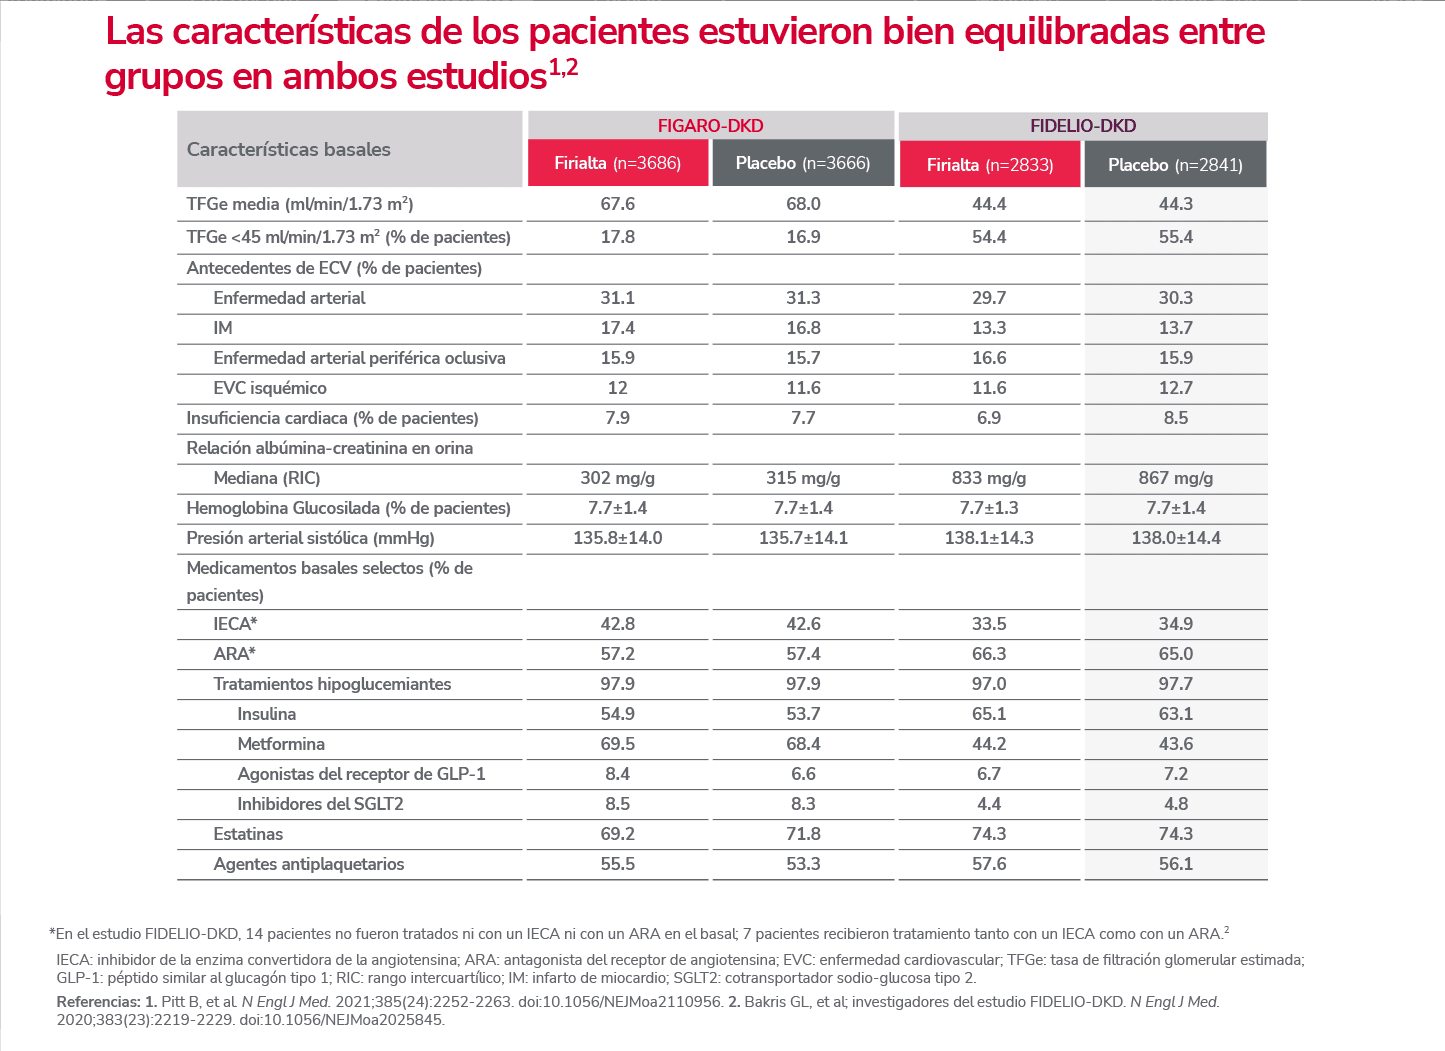 Las características de los pacientes estuvieron bien equilibradas entre
grupos en ambos estudios1,2
Características basales
FIGARO-DKD
FIDELIO-DKD
Firialta (n=3686)
Placebo (n=3666)
Firialta (n=2833)
Placebo (n=2841)
TFGe media (ml/min/1.73 m²) 67.6 68.0 44.4 44.3
TFGe <45 ml/min/1.73 m² (% de pacientes) 17.8 16.9 54.4 55.4
Antecedentes de ECV (% de pacientes)
Enfermedad arterial 31.1 31.3 29.7 30.3
IM 17.4 16.8 13.3 13.7
Enfermedad arterial periférica oclusiva 15.9 15.7 16.6 15.9
EVC isquémico 12 11.6 11.6 12.7
Insuficiencia cardiaca (% de pacientes) 7.9 7.7 6.9 8.5
Relación albúmina-creatinina en orina
Mediana (RIC) 302 mg/g 315 mg/g 833 mg/g 867 mg/g
Hemoglobina Glucosilada (% de pacientes) 7.7±1.4 7.7±1.4 7.7±1.3 7.7±1.4
Presión arterial sistólica (mmHg) 135.8±14.0 135.7±14.1 138.1±14.3 138.0±14.4
Medicamentos basales selectos (% de
pacientes)
IECA* 42.8 42.6 33.5 34.9
ARA* 57.2 57.4 66.3 65.0
Tratamientos hipoglucemiantes 97.9 97.9 97.0 97.7
Insulina 54.9 53.7 65.1 63.1
Metformina 69.5 68.4 44.2 43.6
Agonistas del receptor de GLP-1 8.4 6.6 6.7 7.2
Inhibidores del SGLT2 8.5 8.3 4.4 4.8
Estatinas 69.2 71.8 74.3 74.3
Agentes antiplaquetarios 55.5 53.3 57.6 56.1
*En el estudio FIDELIO-DKD, 14 pacientes no fueron tratados ni con un IECA ni con un ARA en el basal; 7 pacientes recibieron tratamiento tanto con un IECA como con un ARA.2
IECA: inhibidor de la enzima convertidora de la angiotensina; ARA: antagonista del receptor de angiotensina; EVC: enfermedad cardiovascular; TFGe: tasa de filtración glomerular estimada;
GLP-1: péptido similar al glucagón tipo 1; RIC: rango intercuartílico; IM: infarto de miocardio; SGLT2: cotransportador sodio-glucosa tipo 2.
Referencias: 1. Pitt B, et al. N Engl J Med. 2021;385(24):2252-2263. doi:10.1056/NEJMoa2110956. 2. Bakris GL, et al; investigadores del estudio FIDELIO-DKD. N Engl J Med.
2020;383(23):2219-2229. doi:10.1056/NEJMoa2025845.